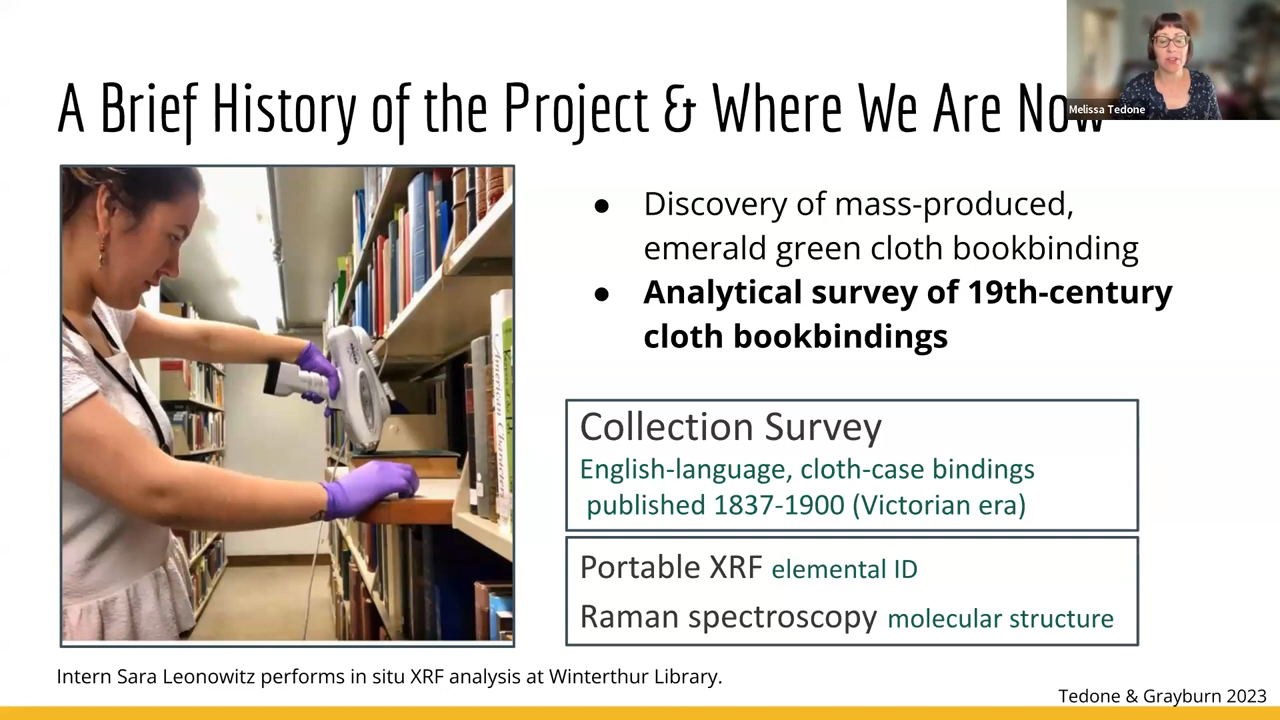 A Brief History of the Project & Where We Are Now
Melissa Tedone
● Discovery of mass-produced,
emerald green cloth bookbinding
● Analytical survey of 19th-century
cloth bookbindings
Collection Survey
English-language, cloth-case bindings
published 1837-1900 (Victorian era)
Portable XRF elemental ID
Raman spectroscopy molecular structure
Intern Sara Leonowitz performs in situ XRF analysis at Winterthur Library.
Tedone & Grayburn 2023